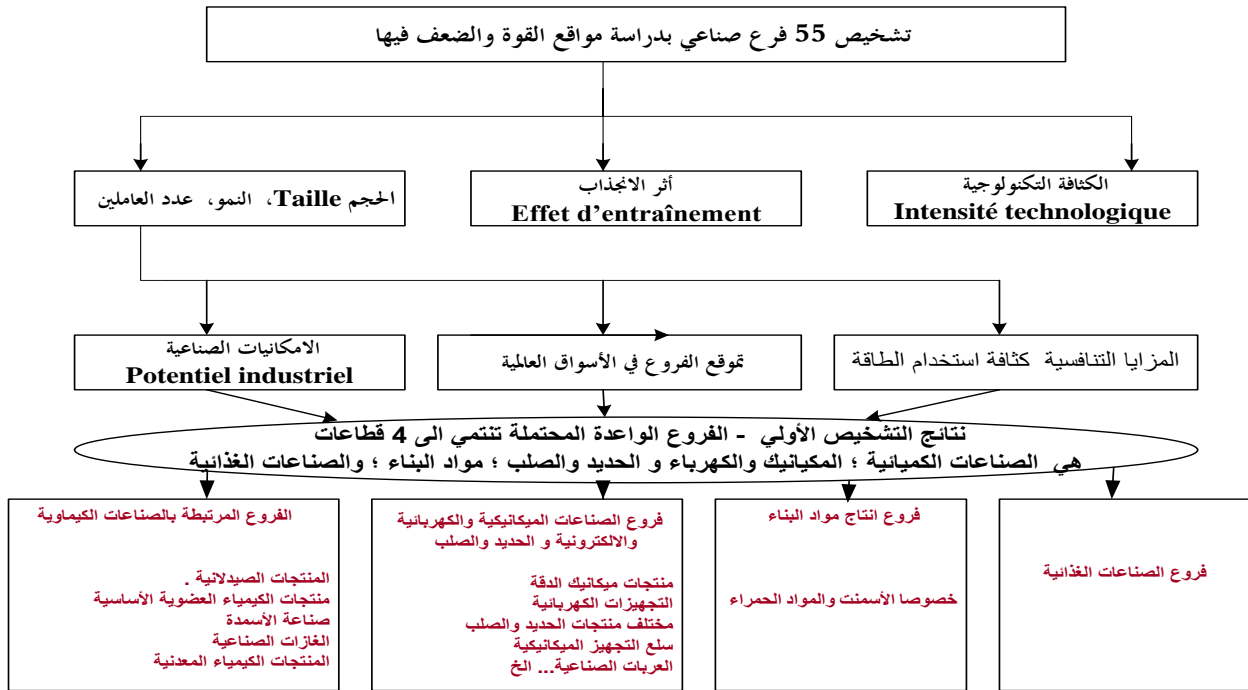 تشخيص 55 فرع صناعي بدراسة مواقع القوة والضعف فيها
الكثافة التكنولوجية
Intensité technologique
أثر الانجذاب
Effet d'entraînement
الحجم Taille، النمو، عدد العاملين
المزايا التنافسية كثافة استخدام الطاقة
تموقع الفروع في الأسواق العالمية
الامكانيات الصناعية
Potentiel industriel
نتائج التشخيص الأولي - الفروع الواعدة المحتملة تنتمي الى 4 قطاعات
هي الصناعات الكميائية ؛ المكيانيك والكهرباء و الحديد والصلب ؛ مواد البناء ؛ والصناعات الغذائية
فروع الصناعات الغذائية
فروع انتاج مواد البناء
خصوصا الأسمنت والمواد الحمراء
فروع الصناعات الميكانيكية والكهربائية
والالكترونية و الحديد والصلب
منتجات ميكانيك الدقة
التجهيزات الكهربائية
مختلف منتجات الحديد والصلب
سلع التجهيز الميكانيكية
العربات الصناعية... الخ
الفروع المرتبطة بالصناعات الكيماوية
المنتجات الصيدلانية .
منتجات الكيمياء العضوية الأساسية
صناعة الأسمدة
الغازات الصناعية
المنتجات الكيمياء المعدنية